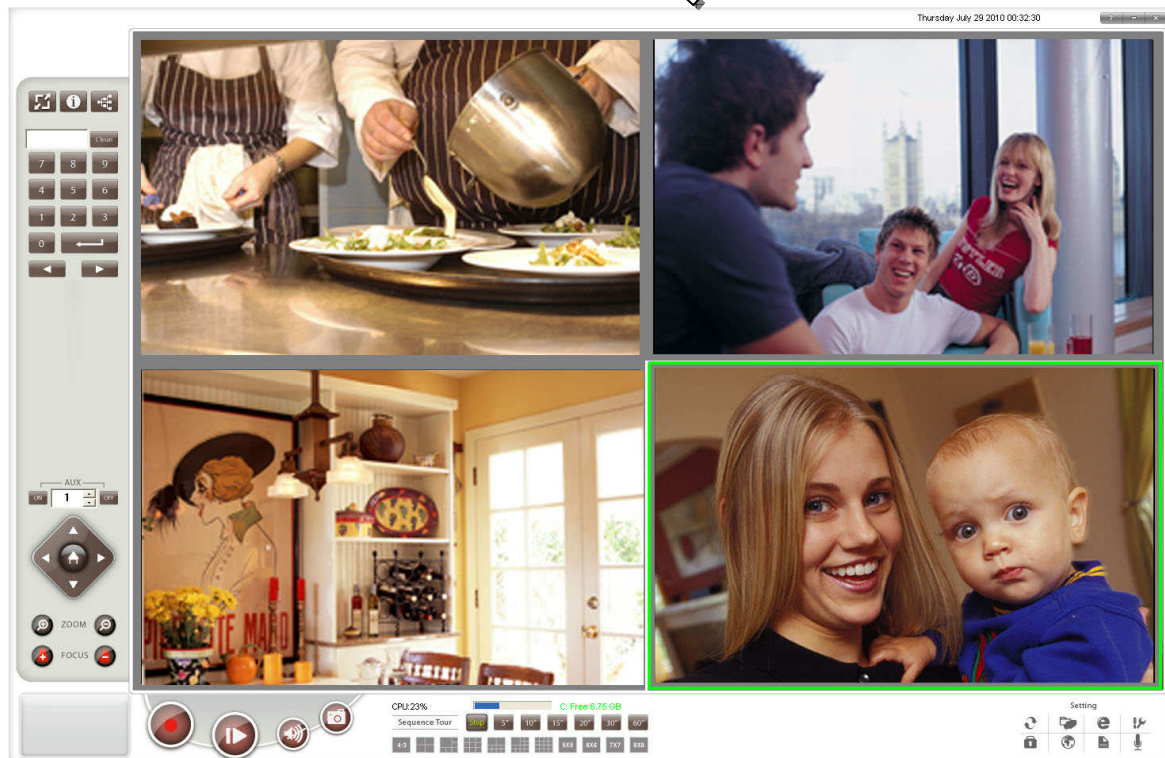 Thursday July 29 2010 00:32:30
? - x
Clean
7 8 9
4 5 6
1 2 3
0
AUX
ON 1 OFF
ZOOM
FOCUS
CPU:23% C: Free 6.75 GB
Sequence Tour Stop 5" 10" 15" 20" 30" 60"
4:3 5X5 6X6 7X7 8X8
Setting